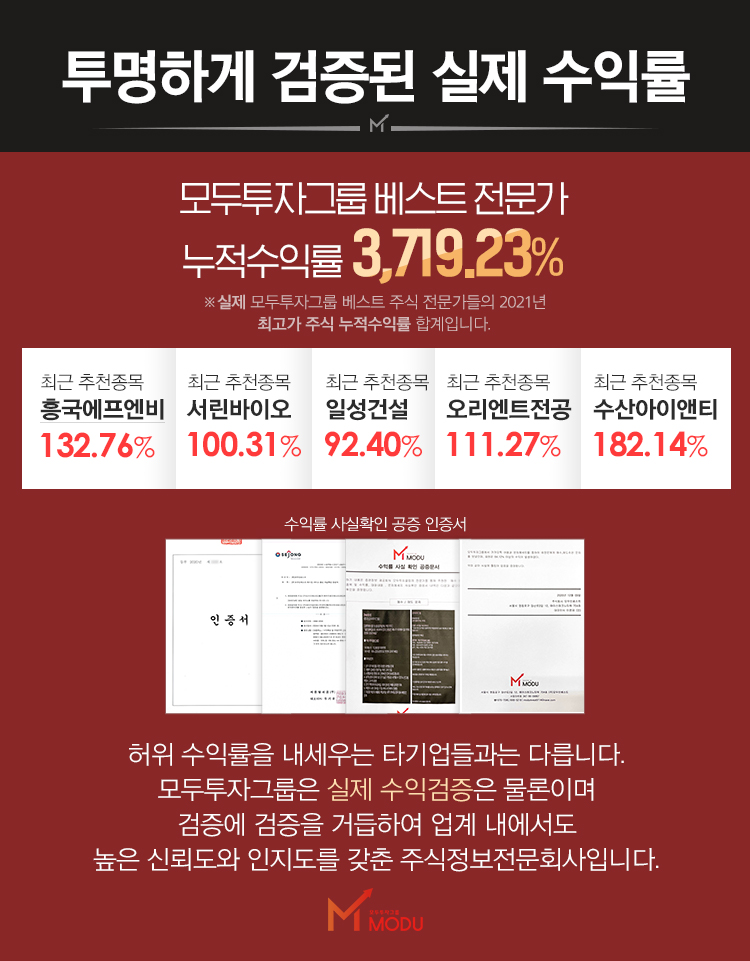 투명하게 검증된 실제 수익률
모두투자그룹 베스트 전문가
누적수익률 3,719.23%
※ 실제 모두투자그룹 베스트 주식 전문가들의 2021년
최고가 주식 누적수익률 합계입니다.
최근 추천종목
흥국에프엔비
132.76%
최근 추천종목
서린바이오
100.31%
최근 추천종목
일성건설
92.40%
최근 추천종목
오리엔트전공
111.27%
최근 추천종목
수산아이앤티
182.14%
수익률 사실확인 공증 인증서
인 증 서
SEJONG
MODU
수익률 사실 확인 공증문서
MODU
허위 수익률을 내세우는 타기업들과는 다릅니다.
모두투자그룹은 실제 수익검증은 물론이며
검증에 검증을 거듭하여 업계 내에서도
높은 신뢰도와 인지도를 갖춘 주식정보전문회사입니다.
모두투자그룹
MODU